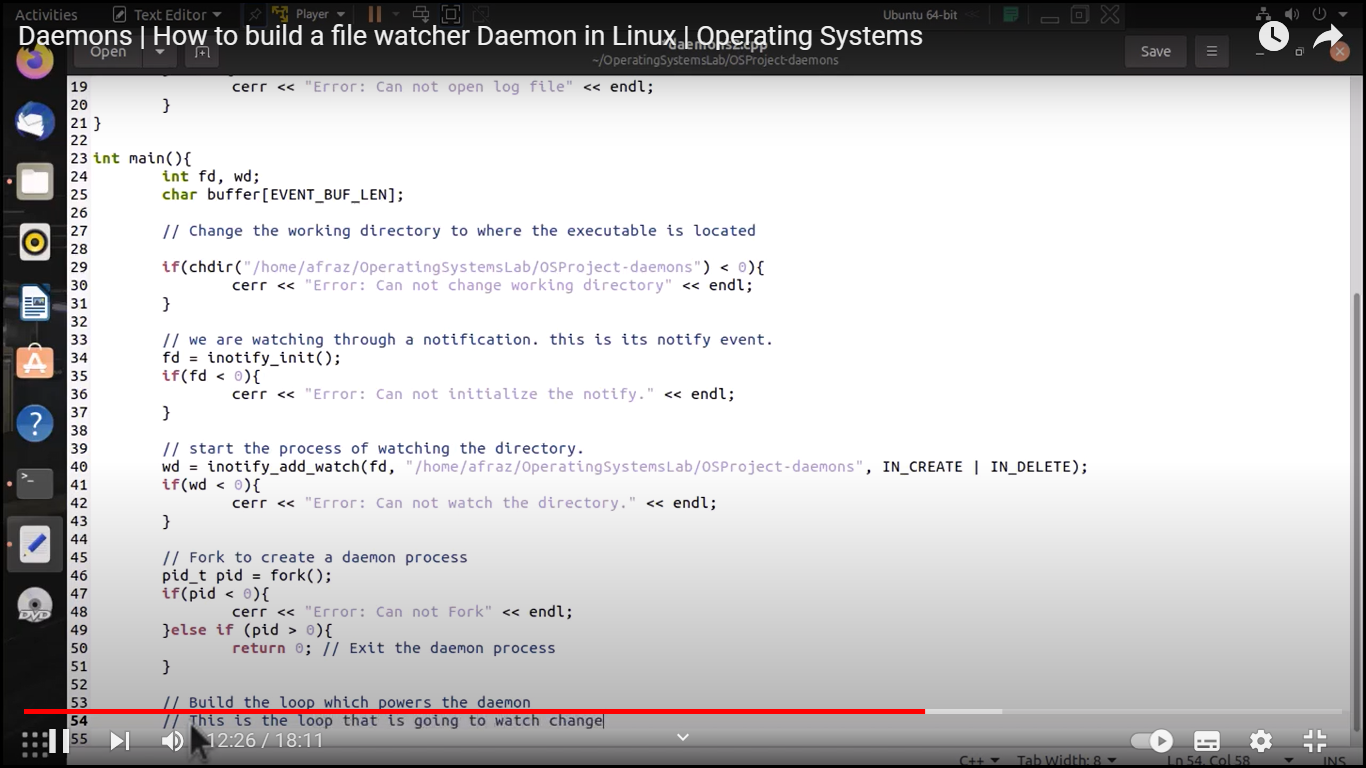 Activities Text Editor Player Ubuntu 64-bit
Daemons | How to build a file watcher Daemon in Linux | Operating Systems
Open daemons2.cpp Save
~/OperatingSystemsLab/OSProject-daemons
19 cerr << "Error: Can not open log file" << endl;
20 }
21 }
22
23 int main(){
24 int fd, wd;
25 char buffer[EVENT_BUF_LEN];
26
27 // Change the working directory to where the executable is located
28
29 if(chdir("/home/afraz/OperatingSystemsLab/OSProject-daemons") < 0){
30 cerr << "Error: Can not change working directory" << endl;
31 }
32
33 // we are watching through a notification. this is its notify event.
34 fd = inotify_init();
35 if(fd < 0){
36 cerr << "Error: Can not initialize the notify." << endl;
37 }
38
39 // start the process of watching the directory.
40 wd = inotify_add_watch(fd, "/home/afraz/OperatingSystemsLab/OSProject-daemons", IN_CREATE | IN_DELETE);
41 if(wd < 0){
42 cerr << "Error: Can not watch the directory." << endl;
43 }
44
45 // Fork to create a daemon process
46 pid_t pid = fork();
47 if(pid < 0){
48 cerr << "Error: Can not Fork" << endl;
49 }else if (pid > 0){
50 return 0; // Exit the daemon process
51 }
52
53 // Build the loop which powers the daemon
54 // This is the loop that is going to watch change
55
12:26 / 18:11
C++ Tab Width: 8 Ln 54, Col 58 INS
DVD